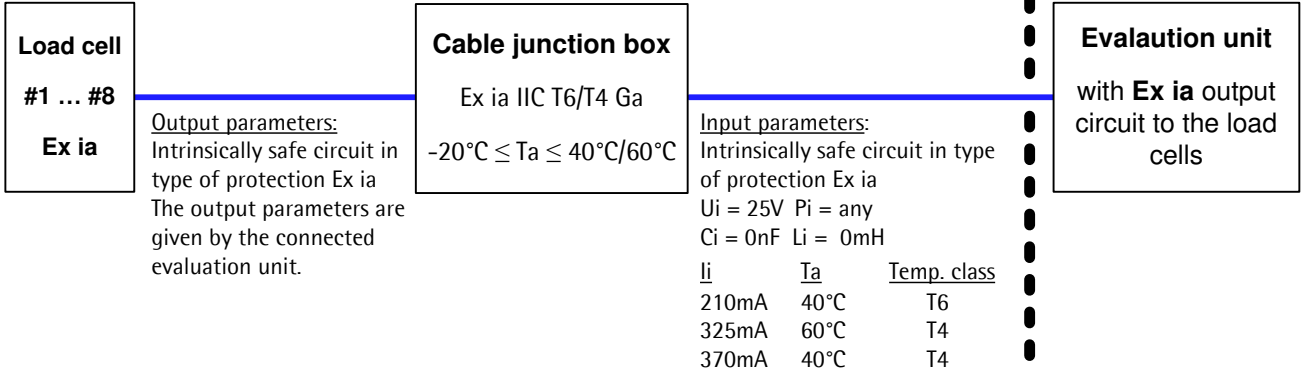 Load cell
#1 … #8
Ex ia
Output parameters:
Intrinsically safe circuit in
type of protection Ex ia
The output parameters are
given by the connected
evaluation unit.
Cable junction box
Ex ia IIC T6/T4 Ga
-20°C ≤ Ta ≤ 40°C/60°C
Input parameters:
Intrinsically safe circuit in type
of protection Ex ia
Ui = 25V Pi = any
Ci = 0nF Li = 0mH
Ii Ta Temp. class
210mA 40°C T6
325mA 60°C T4
370mA 40°C T4
Evalaution unit
with Ex ia output
circuit to the load
cells